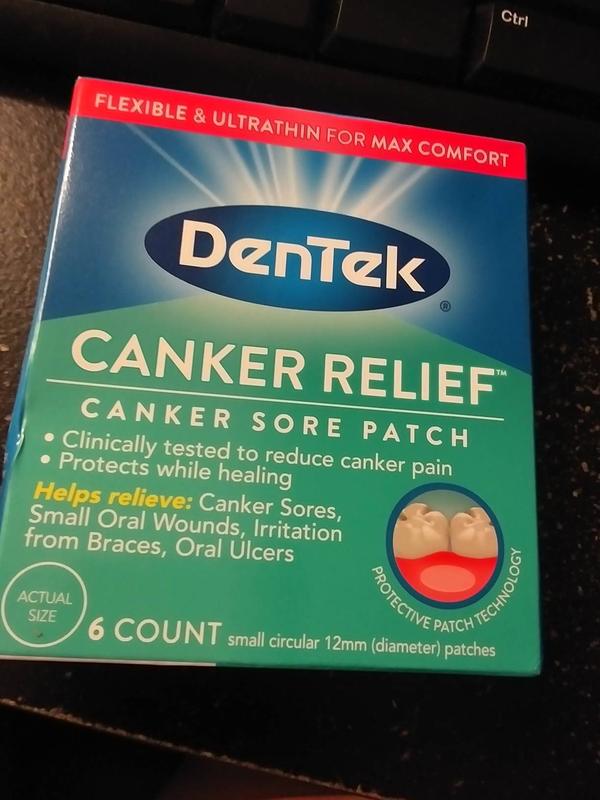 Ctrl
FLEXIBLE & ULTRATHIN FOR MAX COMFORT
DenTek®
CANKER RELIEF™
CANKER SORE PATCH
• Clinically tested to reduce canker pain
• Protects while healing
Helps relieve: Canker Sores,
Small Oral Wounds, Irritation
from Braces, Oral Ulcers
PROTECTIVE PATCH TECHNOLOGY
ACTUAL
SIZE
6 COUNT small circular 12mm (diameter) patches